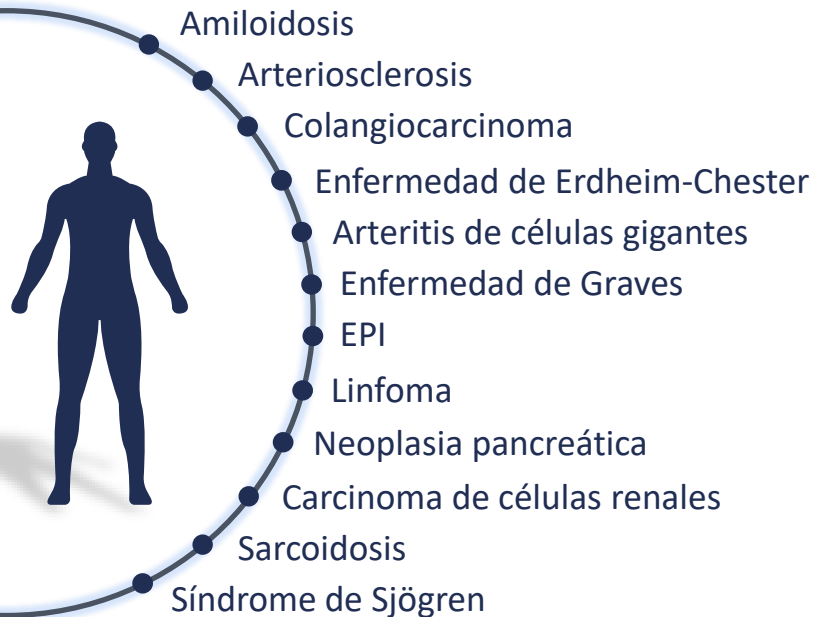 Amiloidosis
Arteriosclerosis
Colangiocarcinoma
Enfermedad de Erdheim-Chester
Arteritis de células gigantes
Enfermedad de Graves
EPI
Linfoma
Neoplasia pancreática
Carcinoma de células renales
Sarcoidosis
Síndrome de Sjögren